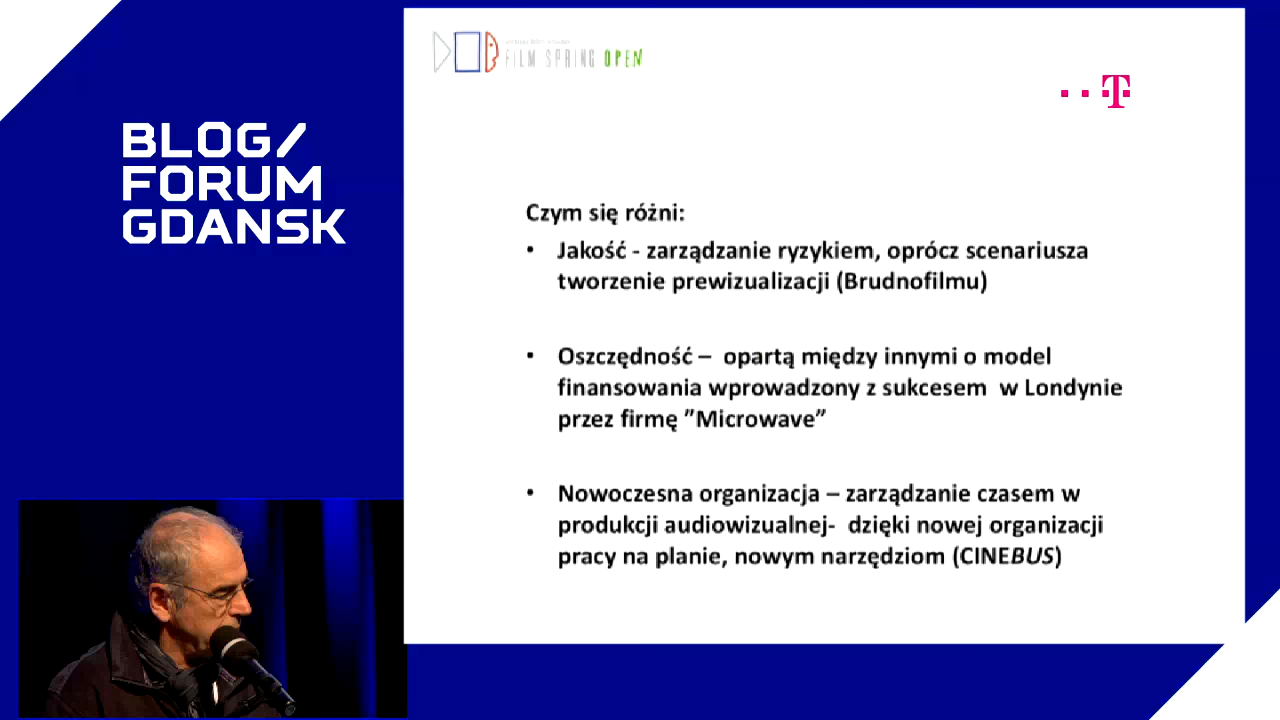 BLOG/
FORUM
GDANSK
FILM SPRING OPEN
T
Czym się różni:
• Jakość - zarządzanie ryzykiem, oprócz scenariusza
tworzenie prewizualizacji (Brudnofilmu)
• Oszczędność – opartą między innymi o model
finansowania wprowadzony z sukcesem w Londynie
przez firmę ”Microwave”
• Nowoczesna organizacja – zarządzanie czasem w
produkcji audiowizualnej- dzięki nowej organizacji
pracy na planie, nowym narzędziom (CINEBUS)